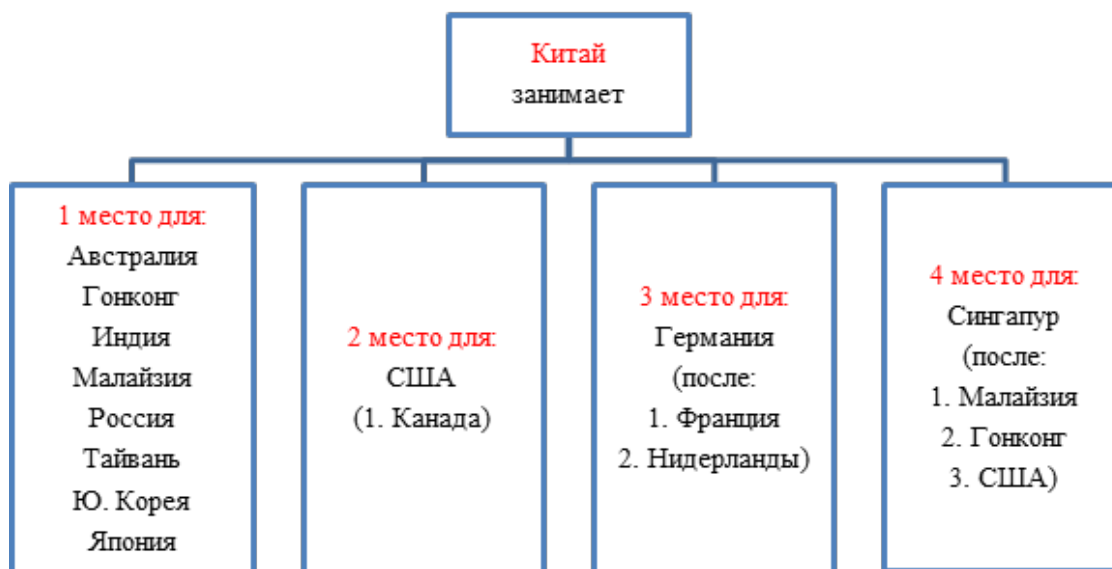 Китай
занимает
1 место для:
Австралия
Гонконг
Индия
Малайзия
Россия
Тайвань
Ю. Корея
Япония
2 место для:
США
(1. Канада)
3 место для:
Германия
(после:
1. Франция
2. Нидерланды)
4 место для:
Сингапур
(после:
1. Малайзия
2. Гонконг
3. США)